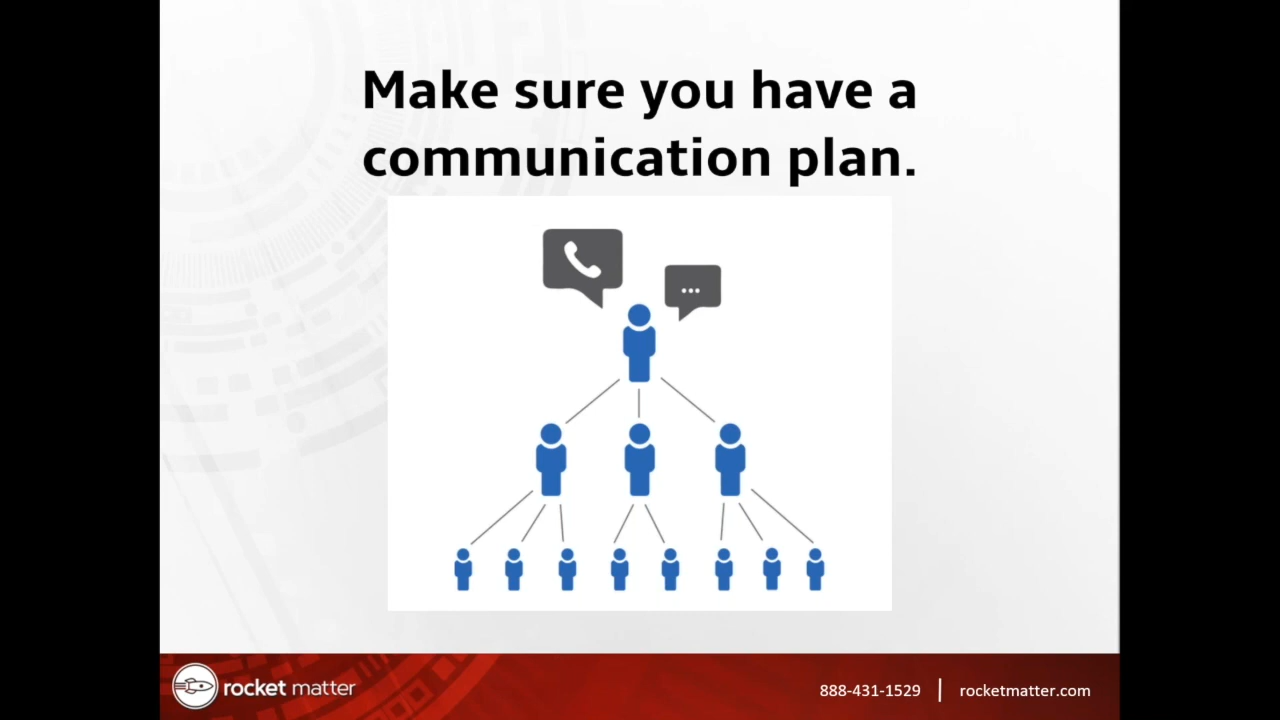 Make sure you have a
communication plan.
rocket matter
888-431-1529 | rocketmatter.com